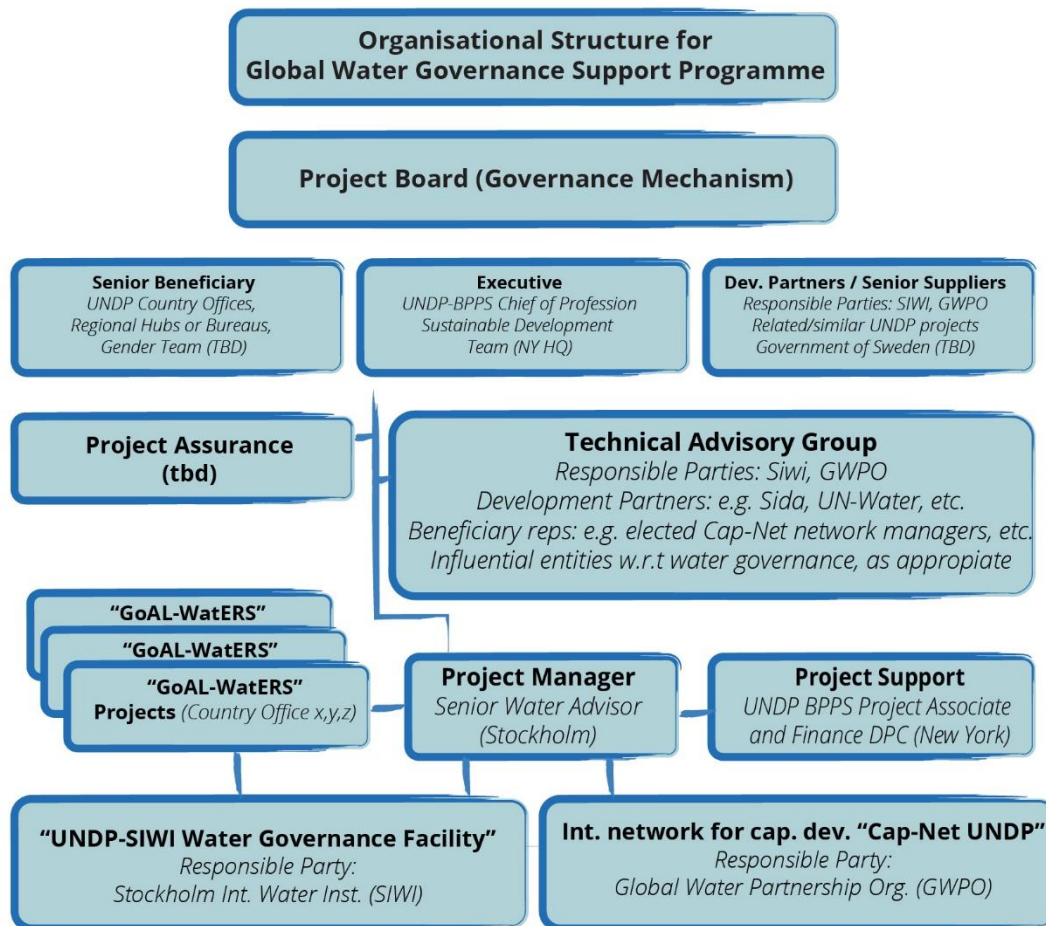 Organisational Structure for
Global Water Governance Support Programme
Project Board (Governance Mechanism)
Senior Beneficiary
UNDP Country Offices,
Regional Hubs or Bureaus,
Gender Team (TBD)
Executive
UNDP-BPPS Chief of Profession
Sustainable Development
Team (NY HQ)
Dev. Partners / Senior Suppliers
Responsible Parties: SIWI, GWPO
Related/similar UNDP projects
Government of Sweden (TBD)
Project Assurance
(tbd)
Technical Advisory Group
Responsible Parties: Siwi, GWPO
Development Partners: e.g. Sida, UN-Water, etc.
Beneficiary reps: e.g. elected Cap-Net network managers, etc.
Influential entities w.r.t water governance, as appropiate
“GoAL-WatERS”
“GoAL-WatERS”
“GoAL-WatERS”
Projects (Country Office x,y,z)
Project Manager
Senior Water Advisor
(Stockholm)
Project Support
UNDP BPPS Project Associate
and Finance DPC (New York)
“UNDP-SIWI Water Governance Facility”
Responsible Party:
Stockholm Int. Water Inst. (SIWI)
Int. network for cap. dev. “Cap-Net UNDP”
Responsible Party:
Global Water Partnership Org. (GWPO)